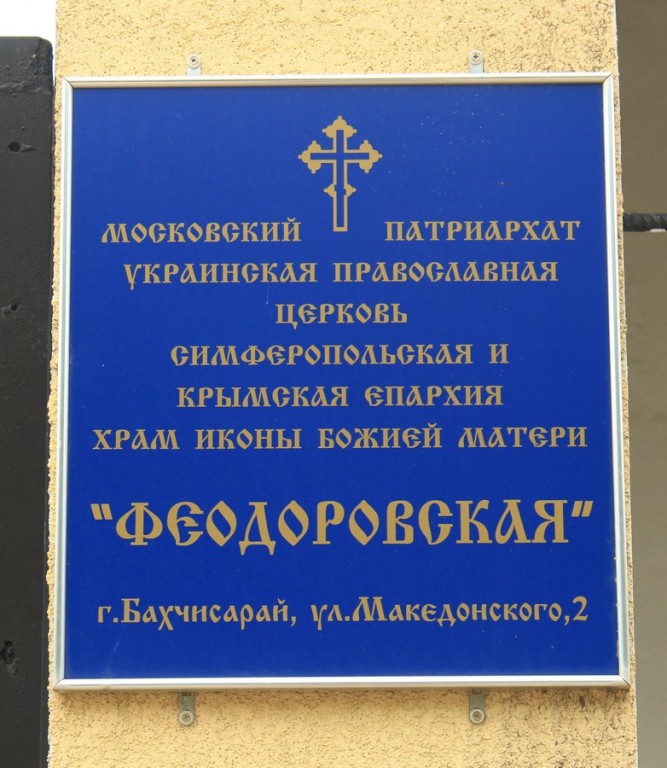 МОСКОВСКИЙ ПАТРИАРХАТ
УКРАИНСКАЯ ПРАВОСЛАВНАЯ
ЦЕРКОВЬ
СИМФЕРОПОЛЬСКАЯ И
КРЫМСКАЯ ЕПАРХИЯ
ХРАМ ИКОНЫ БОЖИЕЙ МАТЕРИ
"ФЕОДОРОВСКАЯ"
г.Бахчисарай, ул.Македонского,2